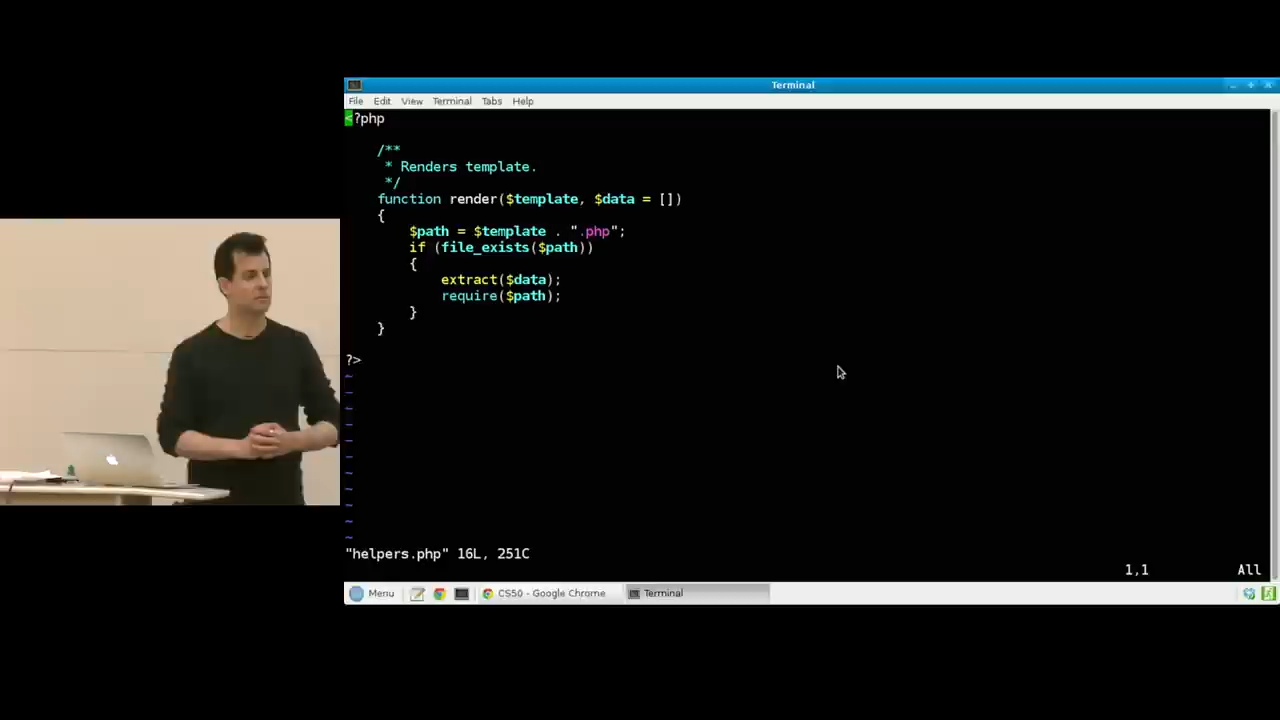 Terminal
File Edit View Terminal Tabs Help
<?php
/**
* Renders template.
*/
function render($template, $data = [])
{
$path = $template . ".php";
if (file_exists($path))
{
extract($data);
require($path);
}
}
?>
~
~
~
~
~
~
~
~
~
~
~
"helpers.php" 16L, 251C
1,1 All
Menu CS50 - Google Chrome Terminal